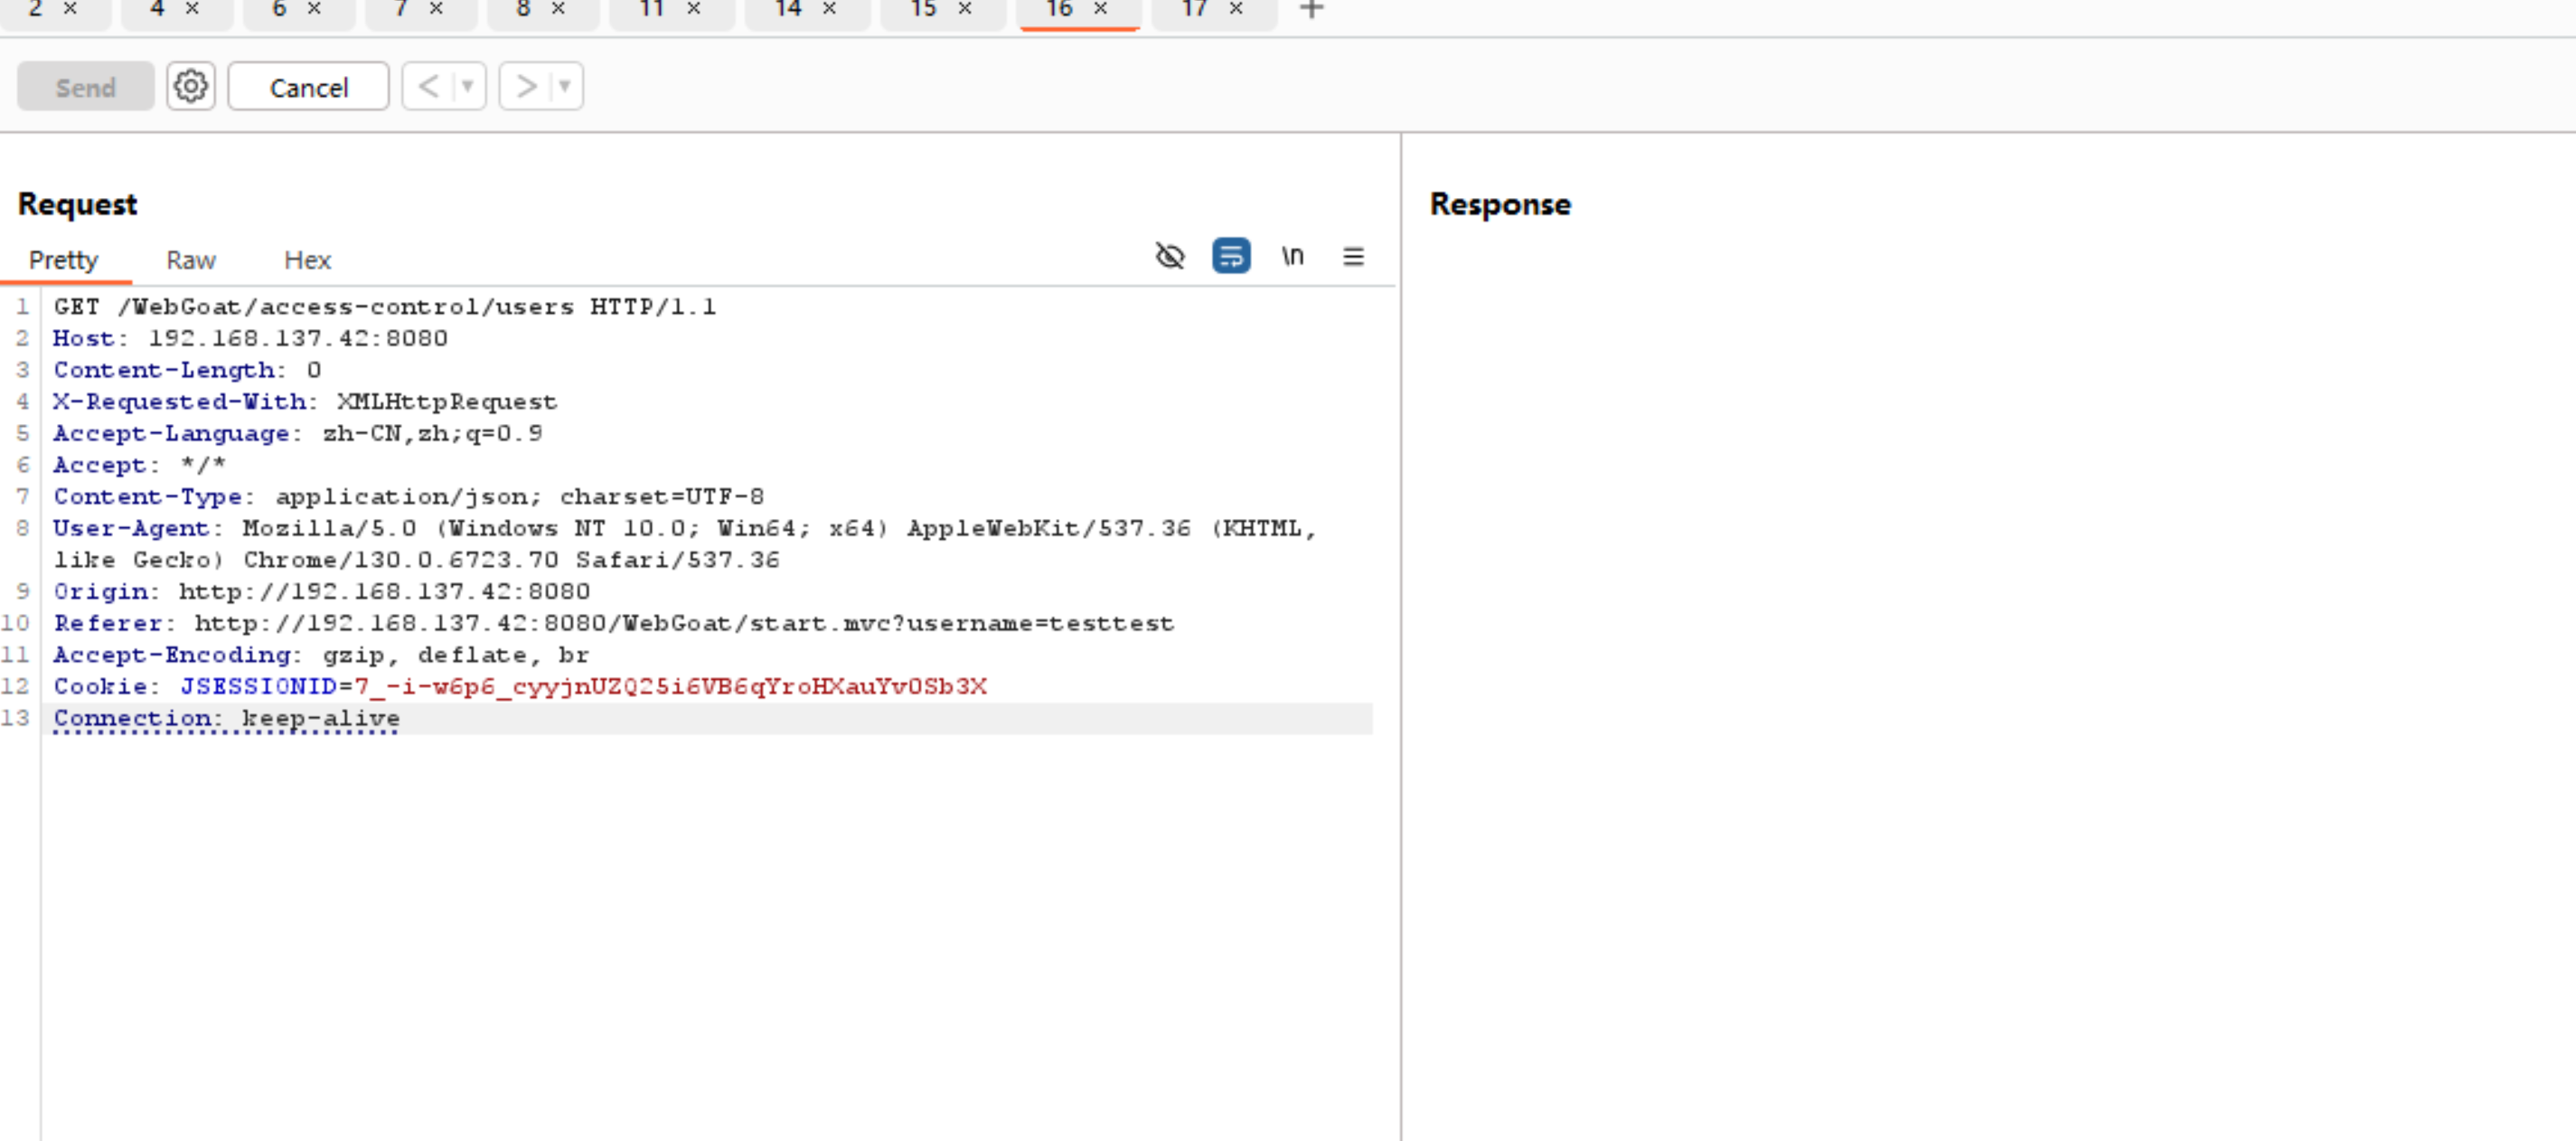 2 × 4 × 6 × 7 × 8 × 11 × 14 × 15 × 16 × 17 × +
Send Cancel < >
Request
Response
Pretty Raw Hex \n
1 GET /WebGoat/access-control/users HTTP/1.1
2 Host: 192.168.137.42:8080
3 Content-Length: 0
4 X-Requested-With: XMLHttpRequest
5 Accept-Language: zh-CN,zh;q=0.9
6 Accept: */*
7 Content-Type: application/json; charset=UTF-8
8 User-Agent: Mozilla/5.0 (Windows NT 10.0; Win64; x64) AppleWebKit/537.36 (KHTML,
like Gecko) Chrome/130.0.6723.70 Safari/537.36
9 Origin: http://192.168.137.42:8080
10 Referer: http://192.168.137.42:8080/WebGoat/start.mvc?username=testtest
11 Accept-Encoding: gzip, deflate, br
12 Cookie: JSESSIONID=7_-i-w6p6_cyyjnUZQ25i6VB6qYroHXauYv0Sb3X
13 Connection: keep-alive